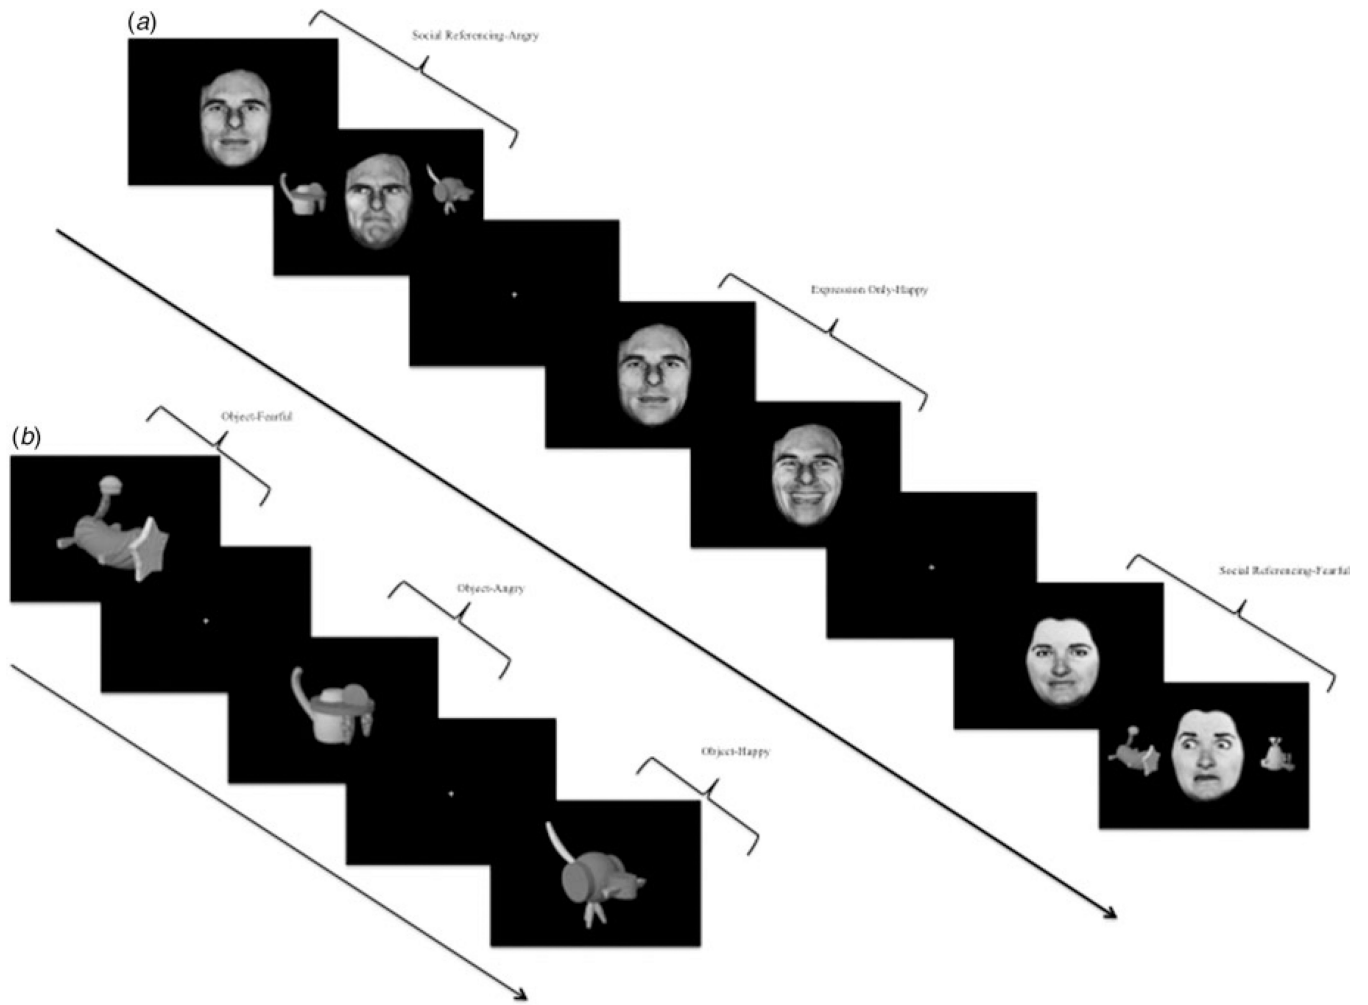 (a)
Social Referencing-Angry
Expression Only-Happy
Social Referencing-Fearful
(b)
Object-Fearful
Object-Angry
Object-Happy